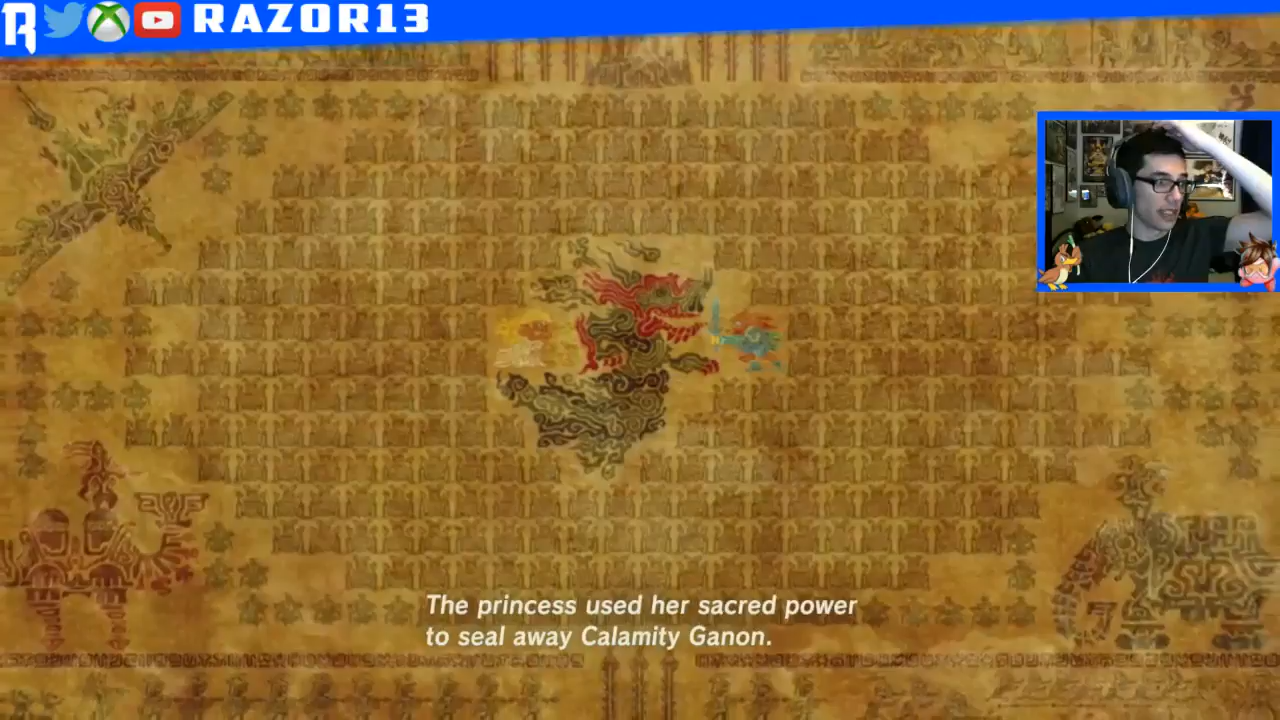 RAZOR13
The princess used her sacred power
to seal away Calamity Ganon.